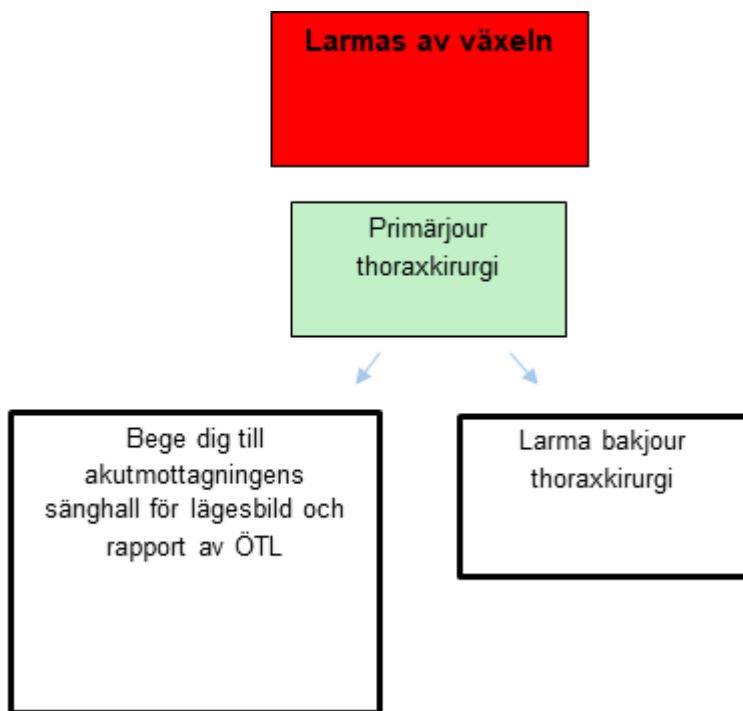 Larmas av växeln
Primärjour
thoraxkirurgi
Bege dig till
akutmottagningens
sänghall för lägesbild och
rapport av ÖTL
Larma bakjour
thoraxkirurgi